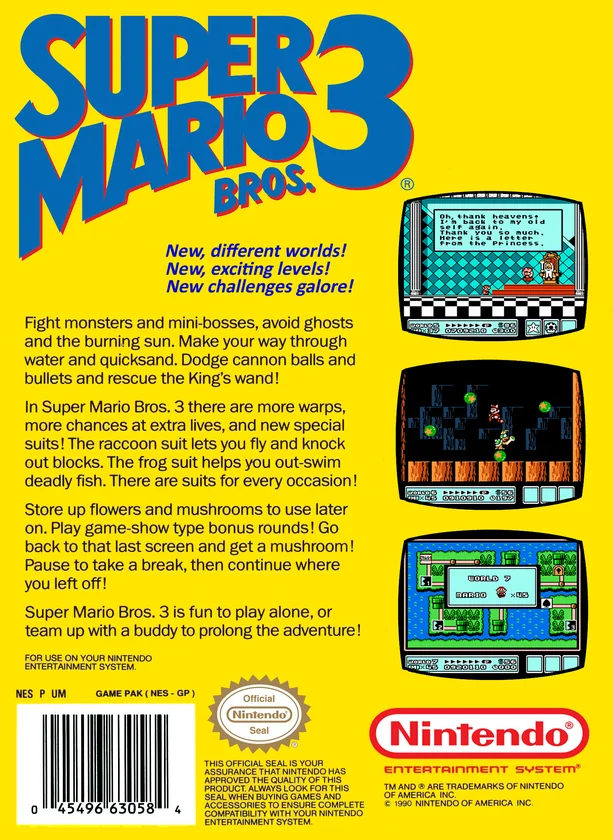 SUPER
MARIO
BROS. 3®
New, different worlds!
New, exciting levels!
New challenges galore!
Fight monsters and mini-bosses, avoid ghosts
and the burning sun. Make your way through
water and quicksand. Dodge cannon balls and
bullets and rescue the King's wand!
In Super Mario Bros. 3 there are more warps,
more chances at extra lives, and new special
suits! The raccoon suit lets you fly and knock
out blocks. The frog suit helps you out-swim
deadly fish. There are suits for every occasion!
Store up flowers and mushrooms to use later
on. Play game-show type bonus rounds! Go
back to that last screen and get a mushroom!
Pause to take a break, then continue where
you left off!
Super Mario Bros. 3 is fun to play alone, or
team up with a buddy to prolong the adventure!
FOR USE ON YOUR NINTENDO
ENTERTAINMENT SYSTEM.
NES P UM GAME PAK ( NES - GP )
0 45496 63058 4
Official
Nintendo
Seal
THIS OFFICIAL SEAL IS YOUR
ASSURANCE THAT NINTENDO HAS
APPROVED THE QUALITY OF THIS
PRODUCT. ALWAYS LOOK FOR THIS
SEAL WHEN BUYING GAMES AND
ACCESSORIES TO ENSURE COMPLETE
COMPATIBILITY WITH YOUR NINTENDO
ENTERTAINMENT SYSTEM.
Oh, thank heavens!
I'm back to my old
self again.
Thank you so much.
Here is a letter
from the Princess.
WORLD 7
MARIO ×45
START
Nintendo®
ENTERTAINMENT SYSTEM®
TM AND ® ARE TRADEMARKS OF NINTENDO
OF AMERICA INC.
© 1990 NINTENDO OF AMERICA INC.